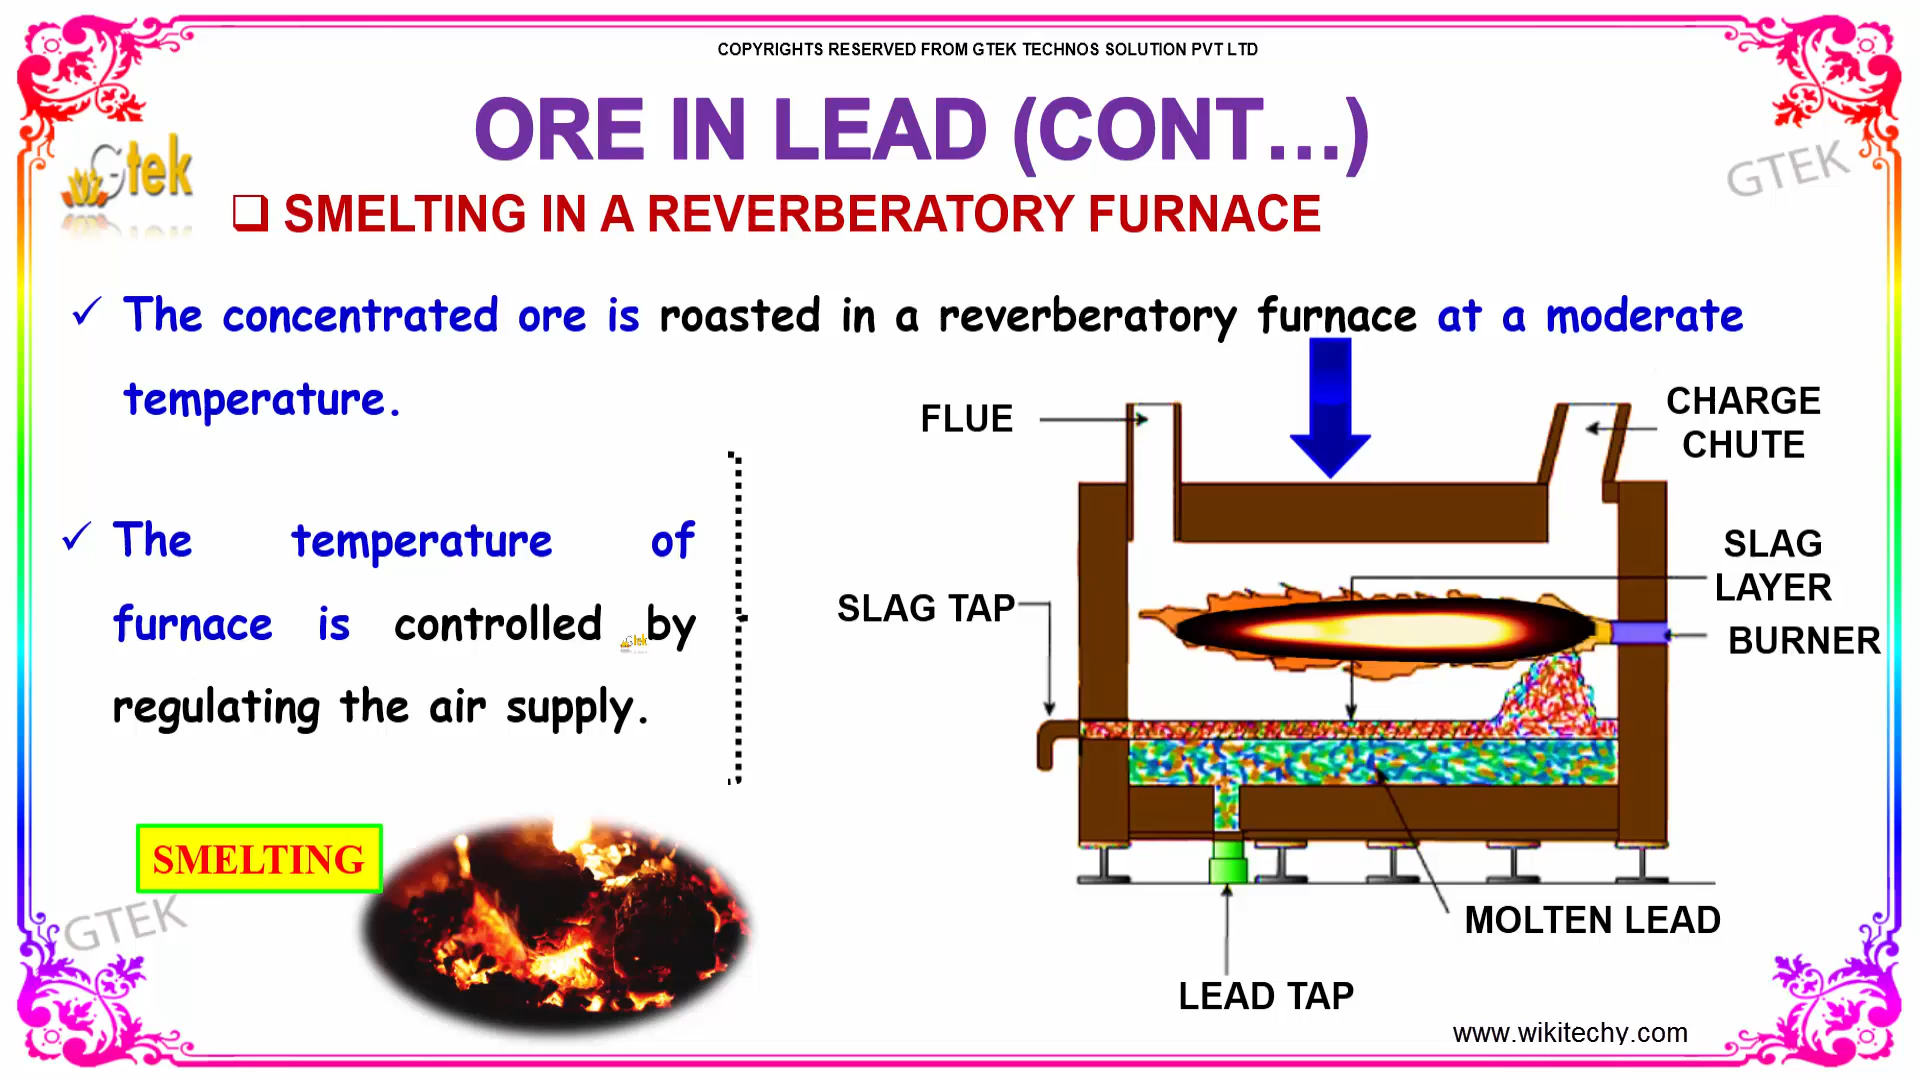 COPYRIGHTS RESERVED FROM GTEK TECHNOS SOLUTION PVT LTD
ORE IN LEAD (CONT...)
Gtek
GTEK
SMELTING IN A REVERBERATORY FURNACE
The concentrated ore is roasted in a reverberatory furnace at a moderate
temperature.
FLUE
CHARGE
CHUTE
The temperature of
furnace is controlled by
regulating the air supply.
Gtek
SLAG TAP
SLAG
LAYER
BURNER
SMELTING
GTEK
MOLTEN LEAD
LEAD TAP
www.wikitechy.com